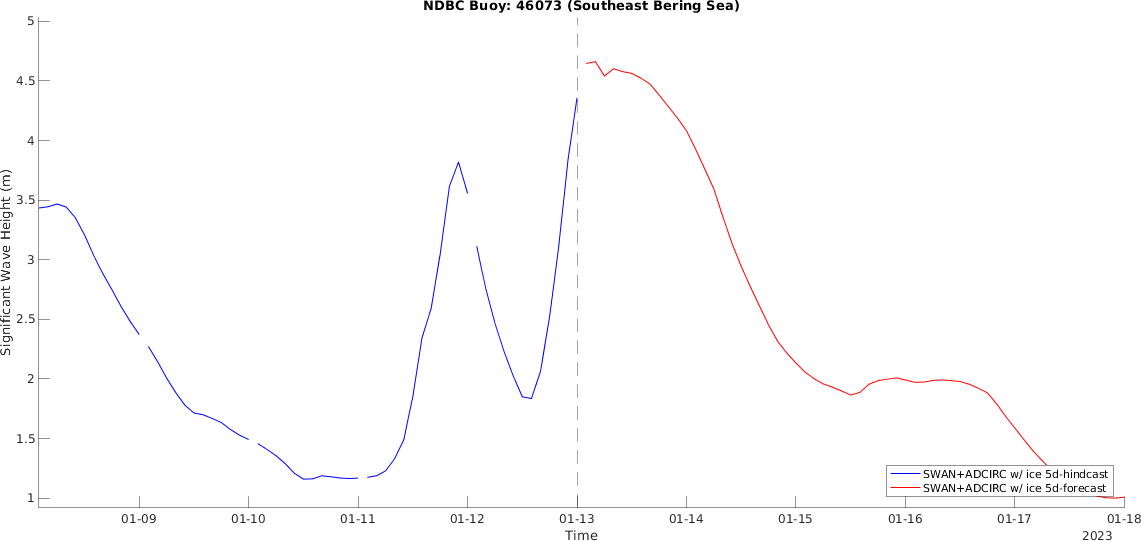 NDBC Buoy: 46073 (Southeast Bering Sea)
5
4.5
4
3.5
3
2.5
2
1.5
1
Significant Wave Height (m)
SWAN+ADCIRC w/ ice 5d-hindcast
SWAN+ADCIRC w/ ice 5d-forecast
01-09 01-10 01-11 01-12 01-13 01-14 01-15 01-16 01-17 01-18
Time
2023